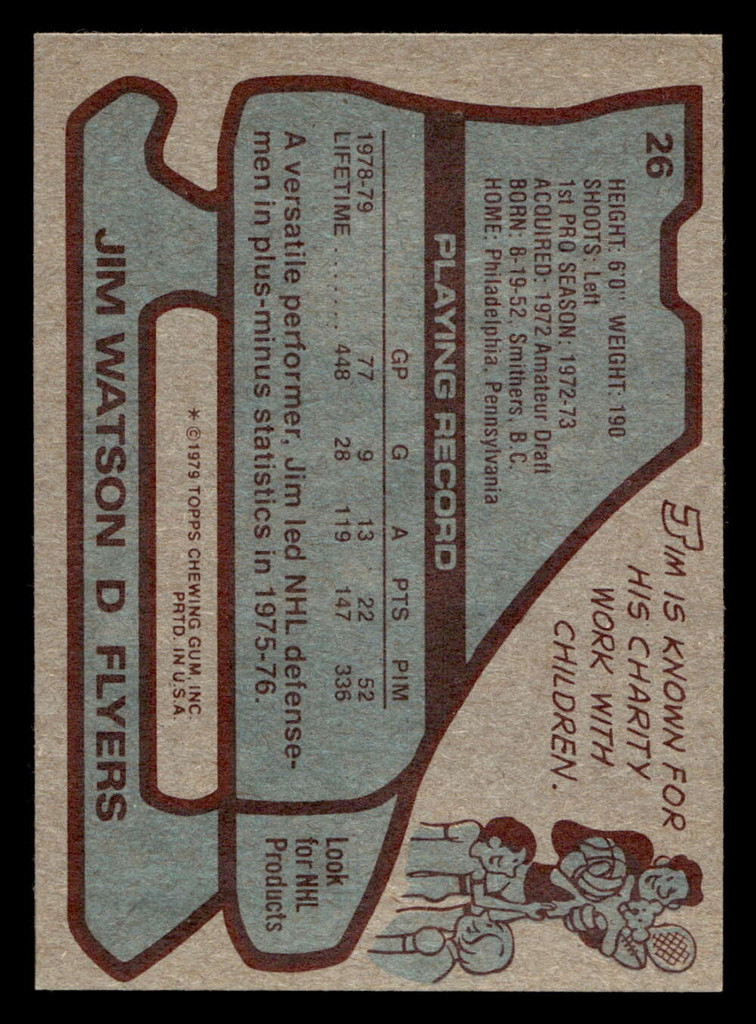 26
HEIGHT: 6'0" WEIGHT: 190
SHOOTS: Left
1st PRO SEASON: 1972-73
ACQUIRED: 1972 Amateur Draft
BORN: 8-19-52, Smithers, B.C.
HOME: Philadelphia, Pennsylvania
JIM IS KNOWN FOR
HIS CHARITY
WORK WITH
CHILDREN.
PLAYING RECORD
GP G A PTS PIM
1978-79 77 9 13 22 52
LIFETIME ....... 448 28 119 147 336
A versatile performer, Jim led NHL defense-
men in plus-minus statistics in 1975-76.
Look
for NHL
Products
* ©1979 TOPPS CHEWING GUM, INC.
PRTD. IN U.S.A.
JIM WATSON D FLYERS